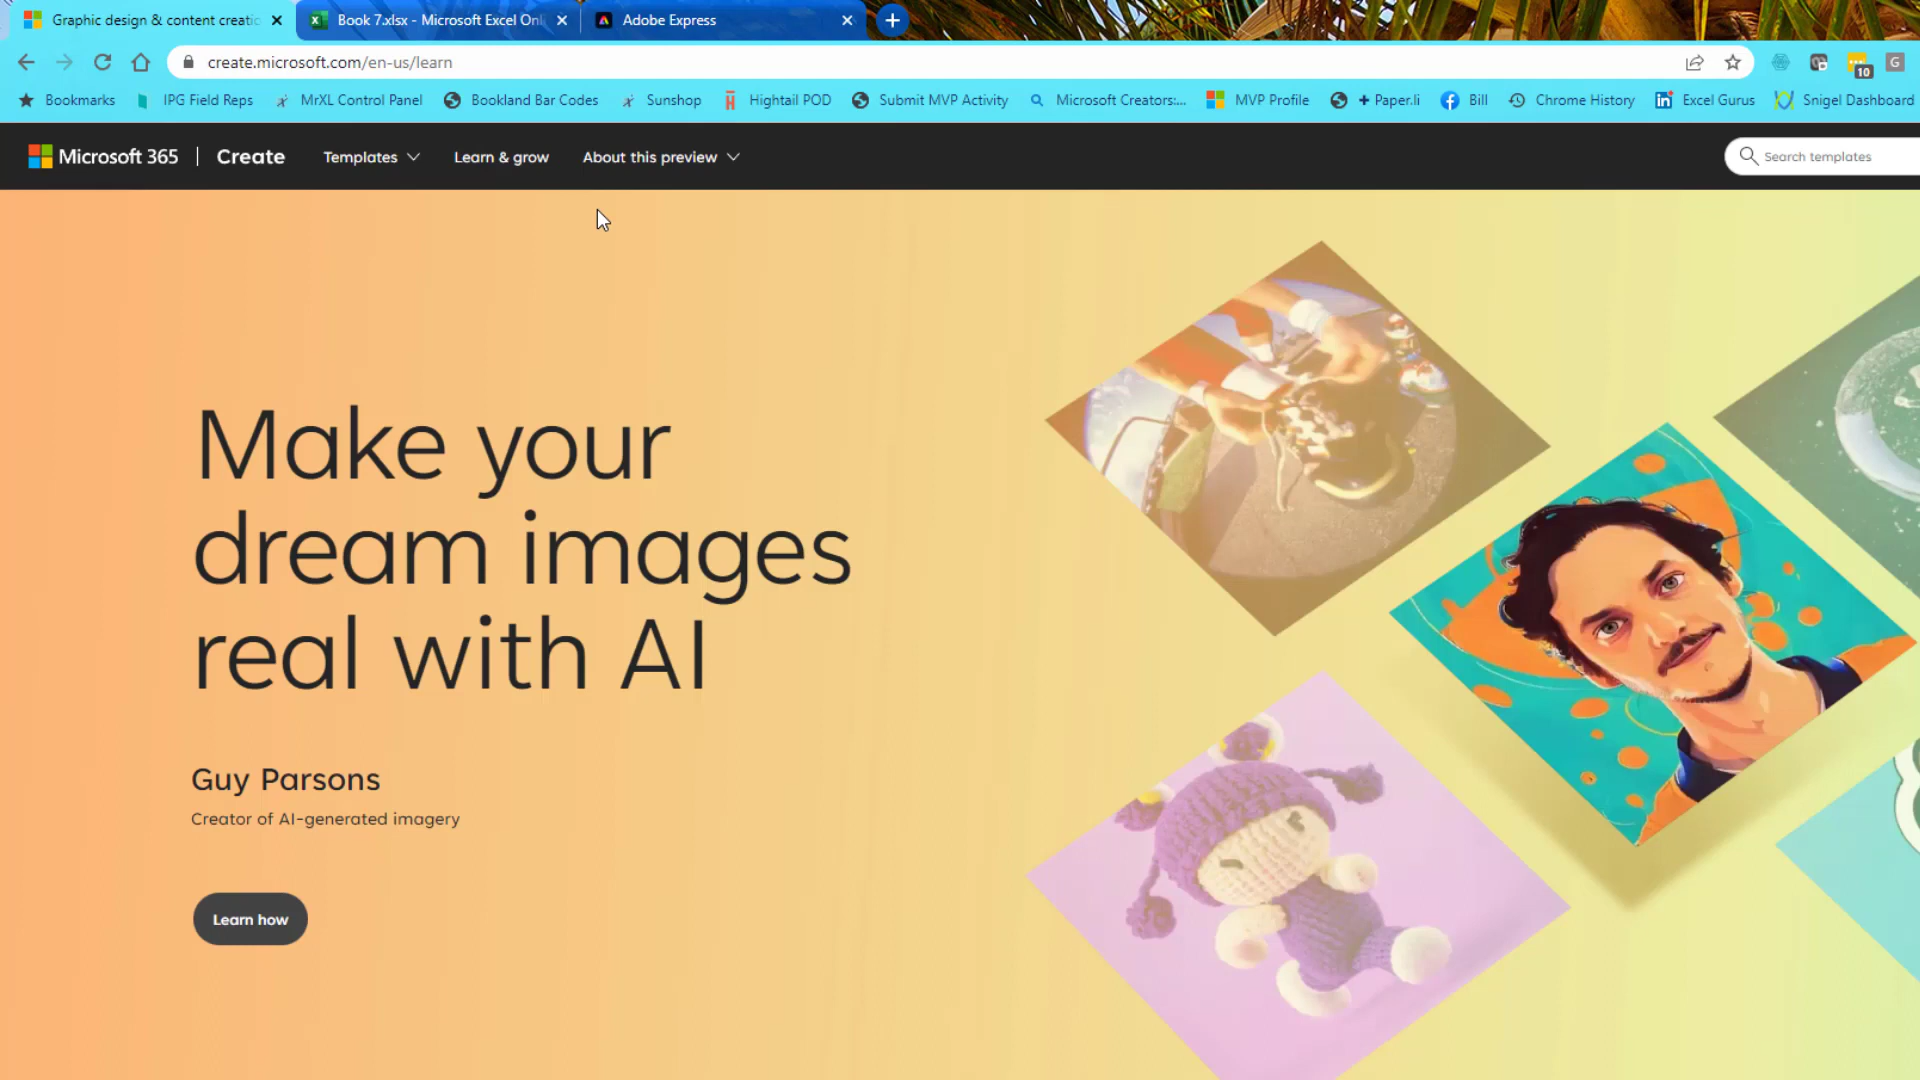 Graphic design & content creatio
Book 7.xlsx - Microsoft Excel Onl
Adobe Express
create.microsoft.com/en-us/learn
10
G
Bookmarks
IPG Field Reps
MrXL Control Panel
Bookland Bar Codes
Sunshop
Hightail POD
Submit MVP Activity
Microsoft Creators:...
MVP Profile
+ Paper.li
Bill
Chrome History
Excel Gurus
Snigel Dashboard
Microsoft 365 | Create
Templates
Learn & grow
About this preview
Search templates
Make your
dream images
real with AI
Guy Parsons
Creator of AI-generated imagery
Learn how